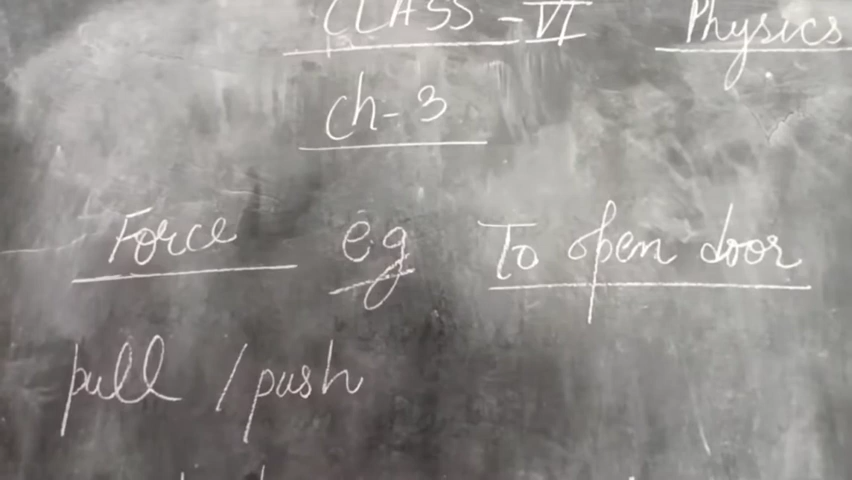 CLASS - VI Physics
Ch- 3
Force eg To open door
pull / push